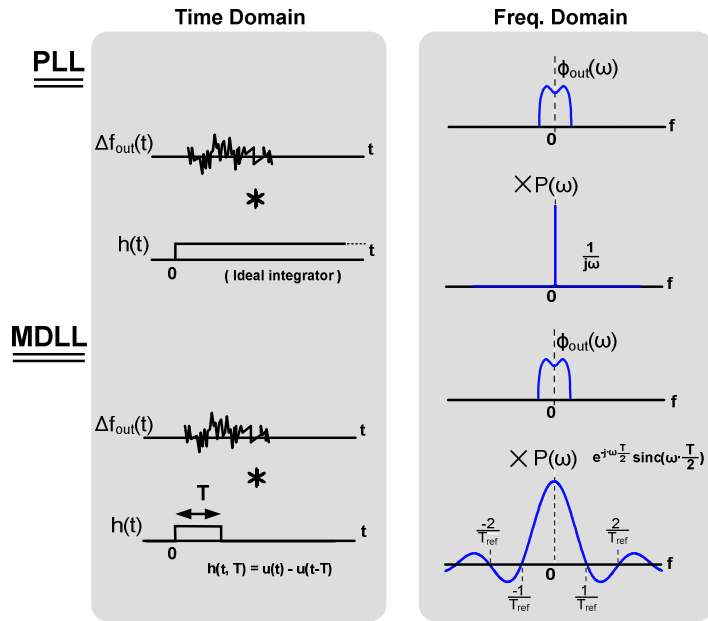 Time Domain
Freq. Domain
PLL
Δf_out(t)
t
*
h(t)
t
0
( Ideal integrator )
ϕ_out(ω)
f
0
×P(ω)
1/jω
f
0
MDLL
Δf_out(t)
t
*
T
h(t)
t
0
h(t, T) = u(t) - u(t-T)
ϕ_out(ω)
f
0
× P(ω)
e^{-j·ω T/2} sinc(ω·T/2)
-2/T_ref
2/T_ref
f
0
-1/T_ref
1/T_ref